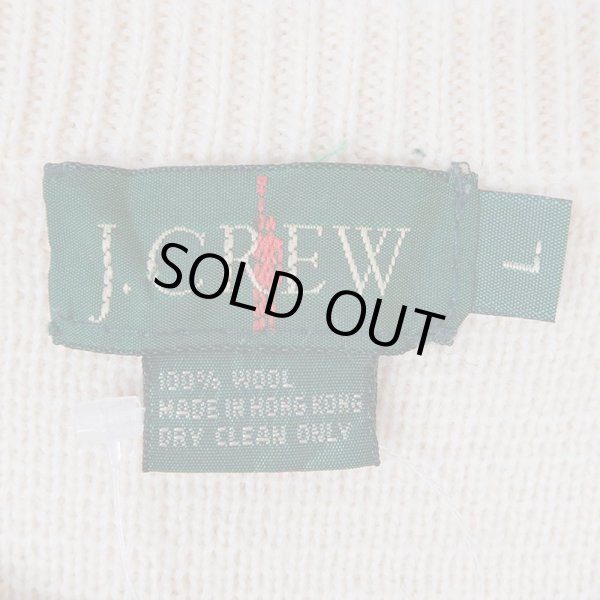 J.CREW
L
SOLD OUT
100% WOOL
MADE IN HONG KONG
DRY CLEAN ONLY